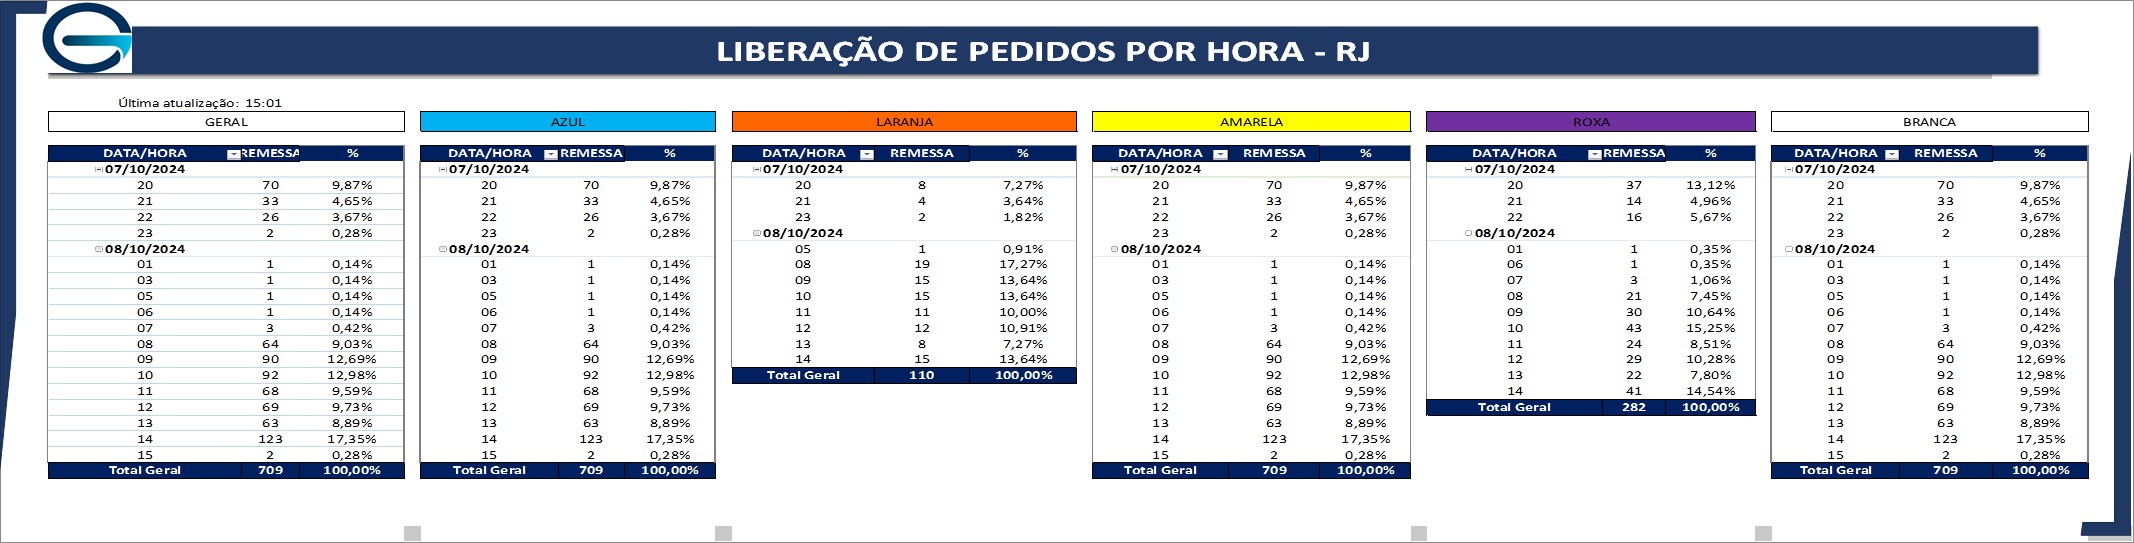 LIBERAÇÃO DE PEDIDOS POR HORA - RJ
Última atualização: 15:01
GERAL
DATA/HORA REMESSA %
07/10/2024
20 70 9,87%
21 33 4,65%
22 26 3,67%
23 2 0,28%
08/10/2024
01 1 0,14%
03 1 0,14%
05 1 0,14%
06 1 0,14%
07 3 0,42%
08 64 9,03%
09 90 12,69%
10 92 12,98%
11 68 9,59%
12 69 9,73%
13 63 8,89%
14 123 17,35%
15 2 0,28%
Total Geral 709 100,00%
AZUL
DATA/HORA REMESSA %
07/10/2024
20 70 9,87%
21 33 4,65%
22 26 3,67%
23 2 0,28%
08/10/2024
01 1 0,14%
03 1 0,14%
05 1 0,14%
06 1 0,14%
07 3 0,42%
08 64 9,03%
09 90 12,69%
10 92 12,98%
11 68 9,59%
12 69 9,73%
13 63 8,89%
14 123 17,35%
15 2 0,28%
Total Geral 709 100,00%
LARANJA
DATA/HORA REMESSA %
07/10/2024
20 8 7,27%
21 4 3,64%
23 2 1,82%
08/10/2024
05 1 0,91%
08 19 17,27%
09 15 13,64%
10 15 13,64%
11 11 10,00%
12 12 10,91%
13 8 7,27%
14 15 13,64%
Total Geral 110 100,00%
AMARELA
DATA/HORA REMESSA %
07/10/2024
20 70 9,87%
21 33 4,65%
22 26 3,67%
23 2 0,28%
08/10/2024
01 1 0,14%
03 1 0,14%
05 1 0,14%
06 1 0,14%
07 3 0,42%
08 64 9,03%
09 90 12,69%
10 92 12,98%
11 68 9,59%
12 69 9,73%
13 63 8,89%
14 123 17,35%
15 2 0,28%
Total Geral 709 100,00%
ROXA
DATA/HORA REMESSA %
07/10/2024
20 37 13,12%
21 14 4,96%
22 16 5,67%
08/10/2024
01 1 0,35%
06 1 0,35%
07 3 1,06%
08 21 7,45%
09 30 10,64%
10 43 15,25%
11 24 8,51%
12 29 10,28%
13 22 7,80%
14 41 14,54%
Total Geral 282 100,00%
BRANCA
DATA/HORA REMESSA %
07/10/2024
20 70 9,87%
21 33 4,65%
22 26 3,67%
23 2 0,28%
08/10/2024
01 1 0,14%
03 1 0,14%
05 1 0,14%
06 1 0,14%
07 3 0,42%
08 64 9,03%
09 90 12,69%
10 92 12,98%
11 68 9,59%
12 69 9,73%
13 63 8,89%
14 123 17,35%
15 2 0,28%
Total Geral 709 100,00%